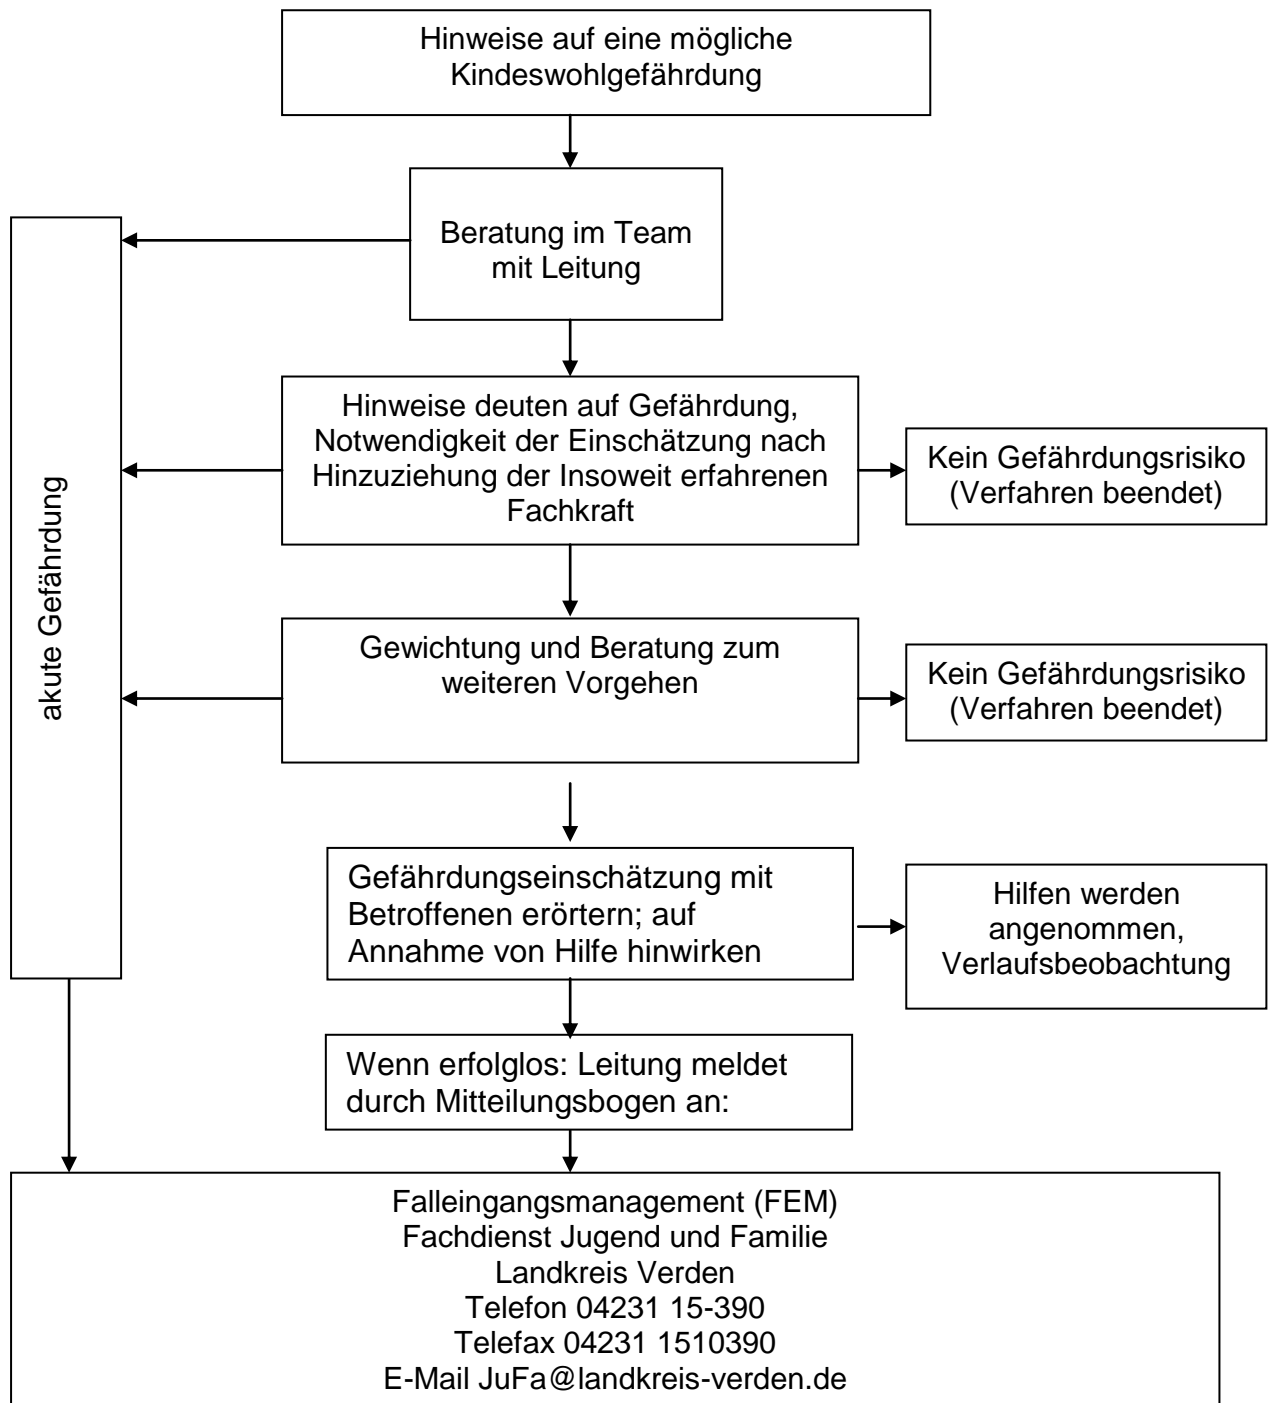 Hinweise auf eine mögliche
Kindeswohlgefährdung
Beratung im Team
mit Leitung
akute Gefährdung
Hinweise deuten auf Gefährdung,
Notwendigkeit der Einschätzung nach
Hinzuziehung der Insoweit erfahrenen
Fachkraft
Kein Gefährdungsrisiko
(Verfahren beendet)
Gewichtung und Beratung zum
weiteren Vorgehen
Kein Gefährdungsrisiko
(Verfahren beendet)
Gefährdungseinschätzung mit
Betroffenen erörtern; auf
Annahme von Hilfe hinwirken
Hilfen werden
angenommen,
Verlaufsbeobachtung
Wenn erfolglos: Leitung meldet
durch Mitteilungsbogen an:
Falleingangsmanagement (FEM)
Fachdienst Jugend und Familie
Landkreis Verden
Telefon 04231 15-390
Telefax 04231 1510390
E-Mail JuFa@landkreis-verden.de